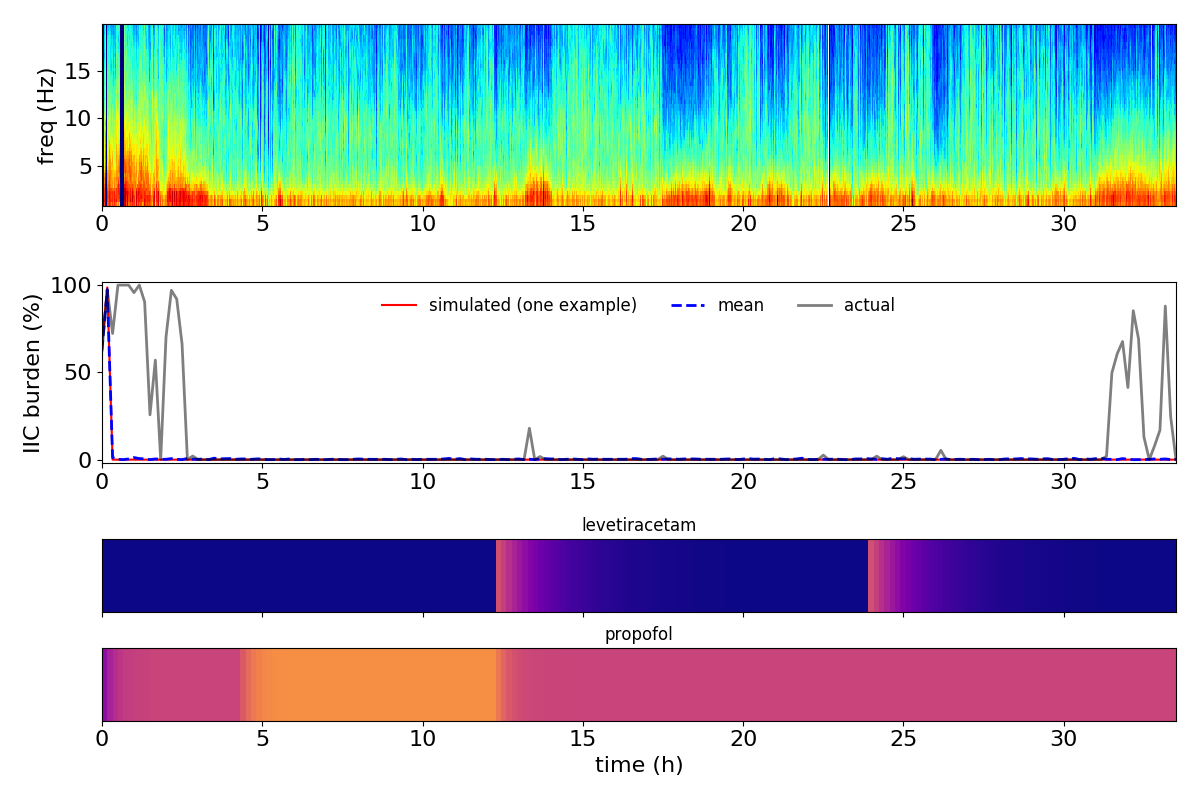 freq (Hz)
15
10
5
0 5 10 15 20 25 30
IIC burden (%)
100
50
0
simulated (one example) mean actual
0 5 10 15 20 25 30
levetiracetam
propofol
0 5 10 15 20 25 30
time (h)